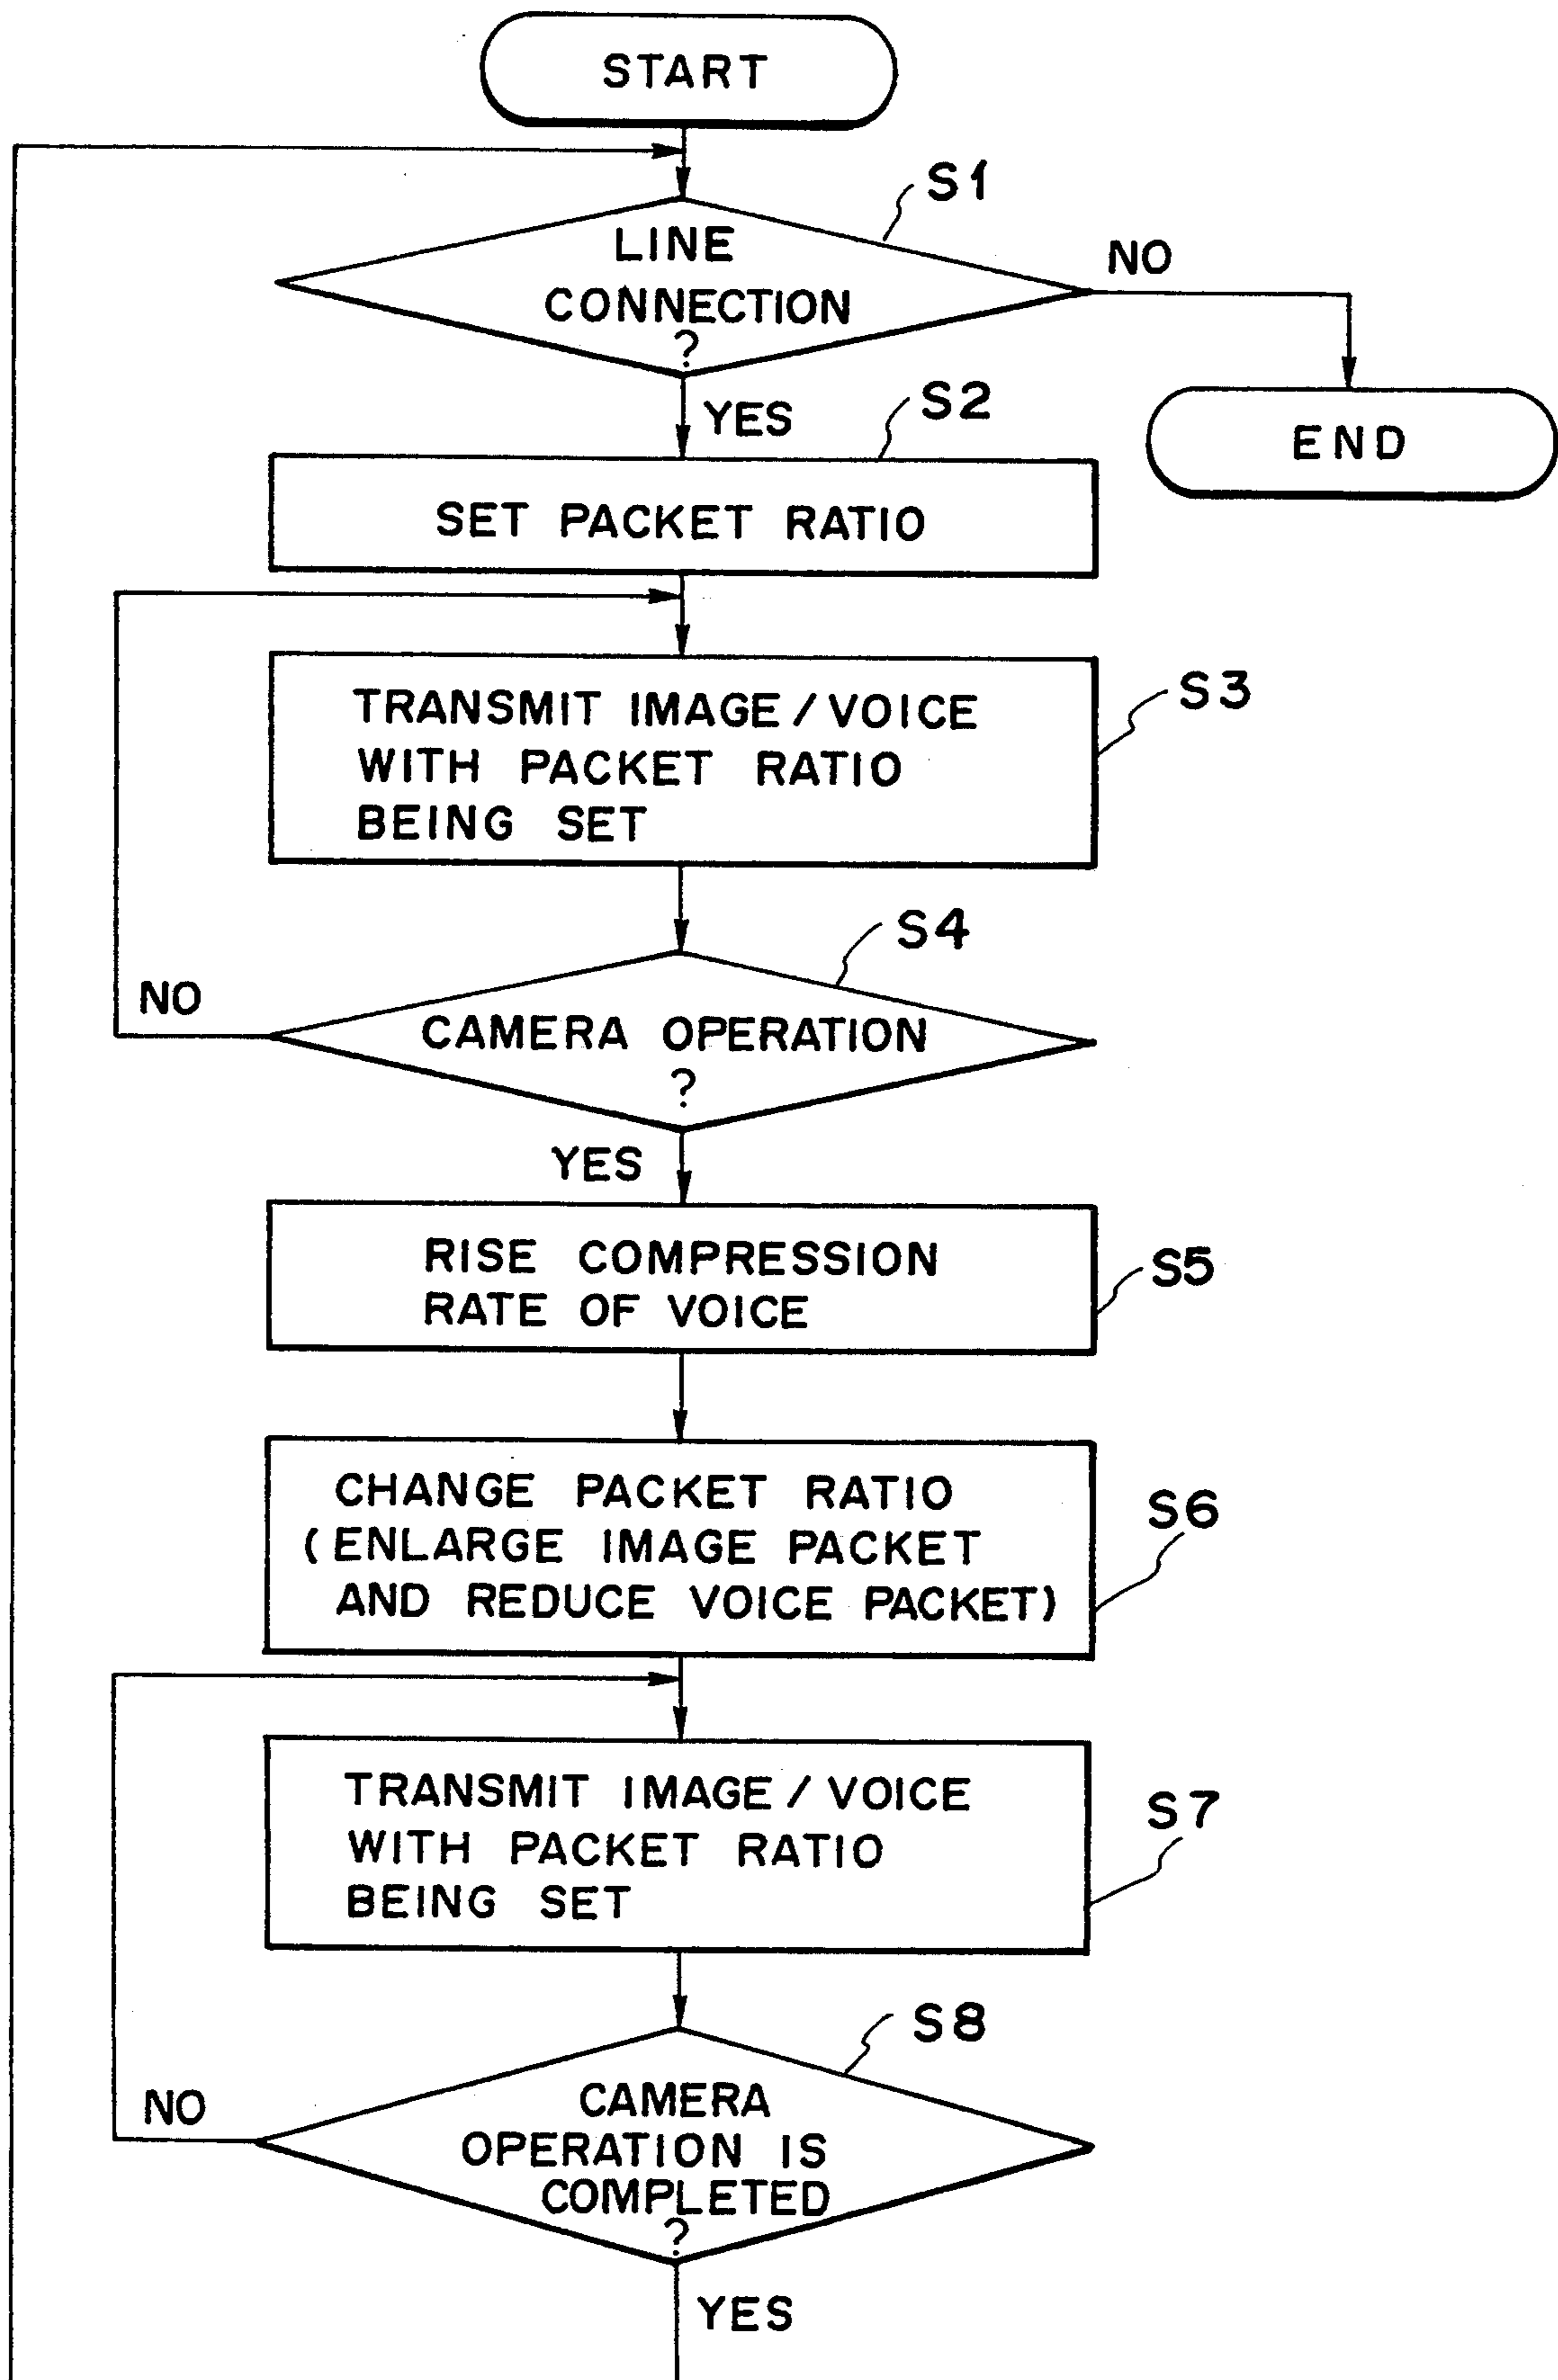 START
S1
LINE
CONNECTION
?
NO
YES
S2
END
SET PACKET RATIO
TRANSMIT IMAGE/VOICE
WITH PACKET RATIO
BEING SET
S3
S4
NO
CAMERA OPERATION
?
YES
RISE COMPRESSION
RATE OF VOICE
S5
CHANGE PACKET RATIO
(ENLARGE IMAGE PACKET
AND REDUCE VOICE PACKET)
S6
TRANSMIT IMAGE/VOICE
WITH PACKET RATIO
BEING SET
S7
S8
NO
CAMERA
OPERATION IS
COMPLETED
?
YES